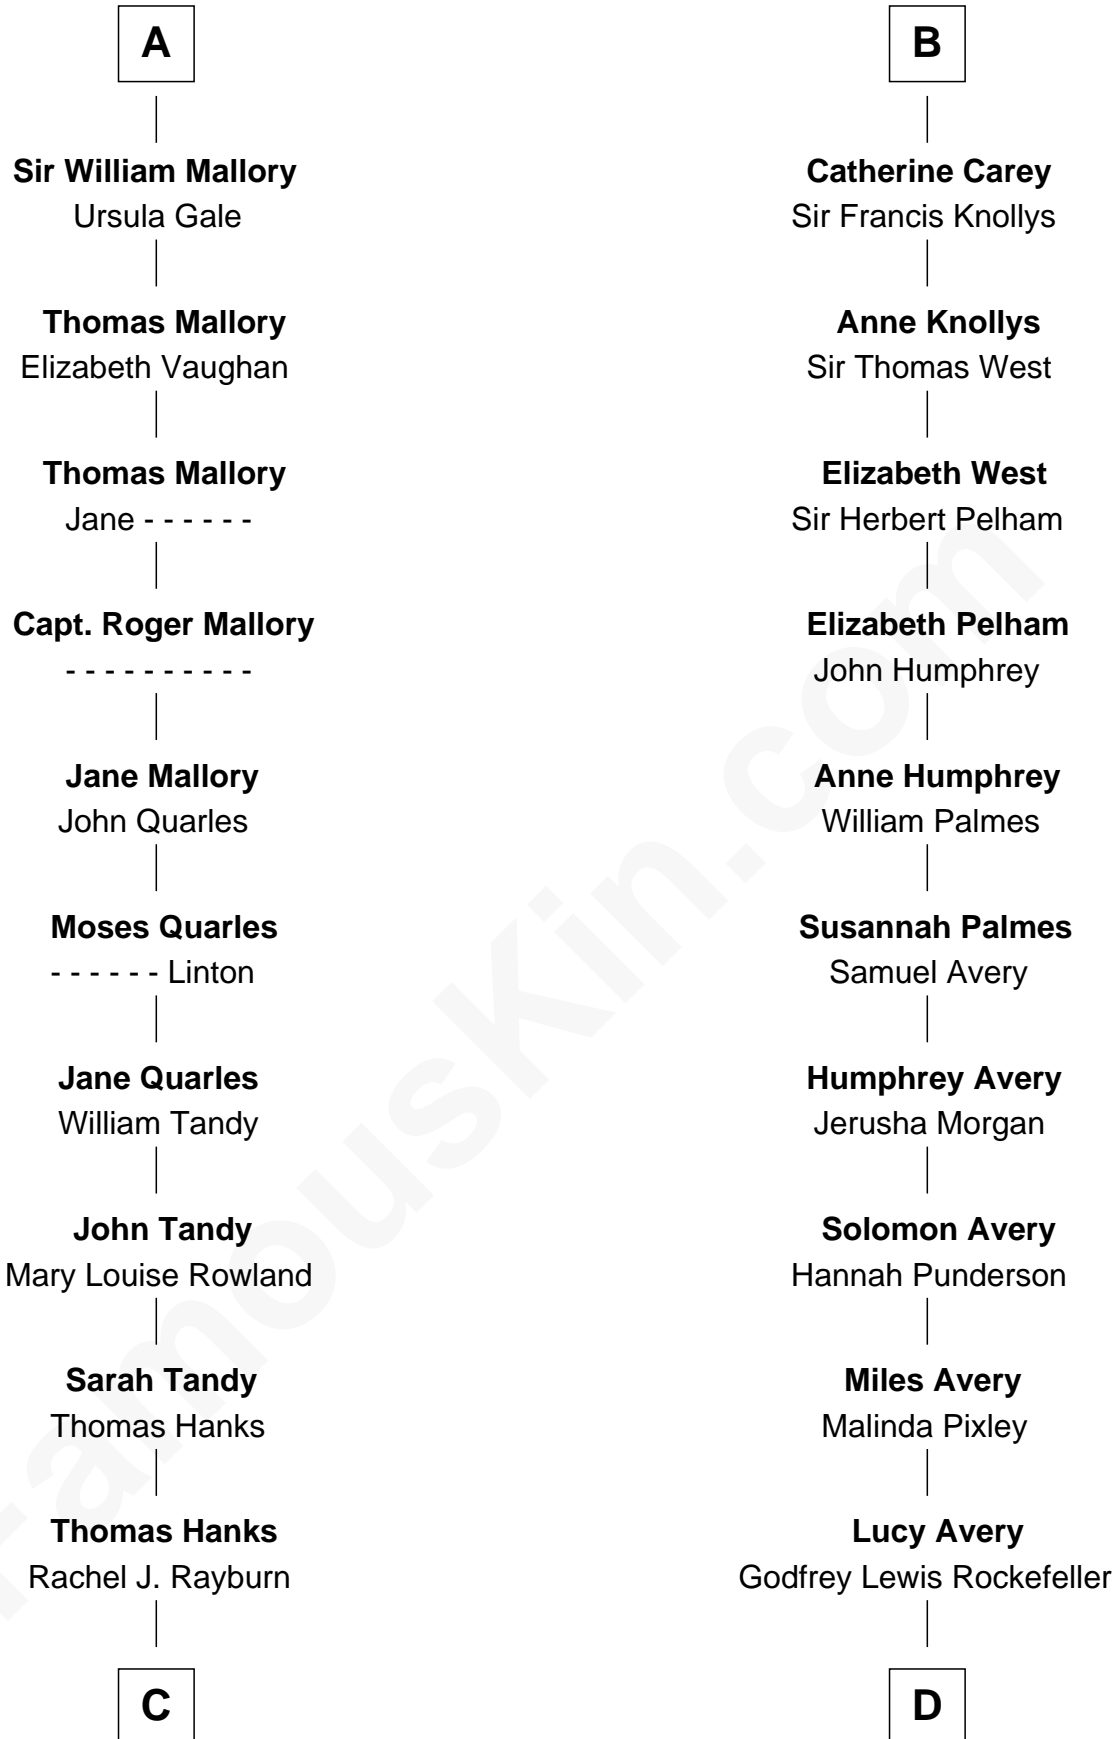 A
Sir William Mallory
Ursula Gale
Thomas Mallory
Elizabeth Vaughan
Thomas Mallory
Jane - - - - - -
Capt. Roger Mallory
- - - - - - - - - -
Jane Mallory
John Quarles
Moses Quarles
- - - - - - Linton
Jane Quarles
William Tandy
John Tandy
Mary Louise Rowland
Sarah Tandy
Thomas Hanks
Thomas Hanks
Rachel J. Rayburn
C
B
Catherine Carey
Sir Francis Knollys
Anne Knollys
Sir Thomas West
Elizabeth West
Sir Herbert Pelham
Elizabeth Pelham
John Humphrey
Anne Humphrey
William Palmes
Susannah Palmes
Samuel Avery
Humphrey Avery
Jerusha Morgan
Solomon Avery
Hannah Punderson
Miles Avery
Malinda Pixley
Lucy Avery
Godfrey Lewis Rockefeller
D
FamousKin.com